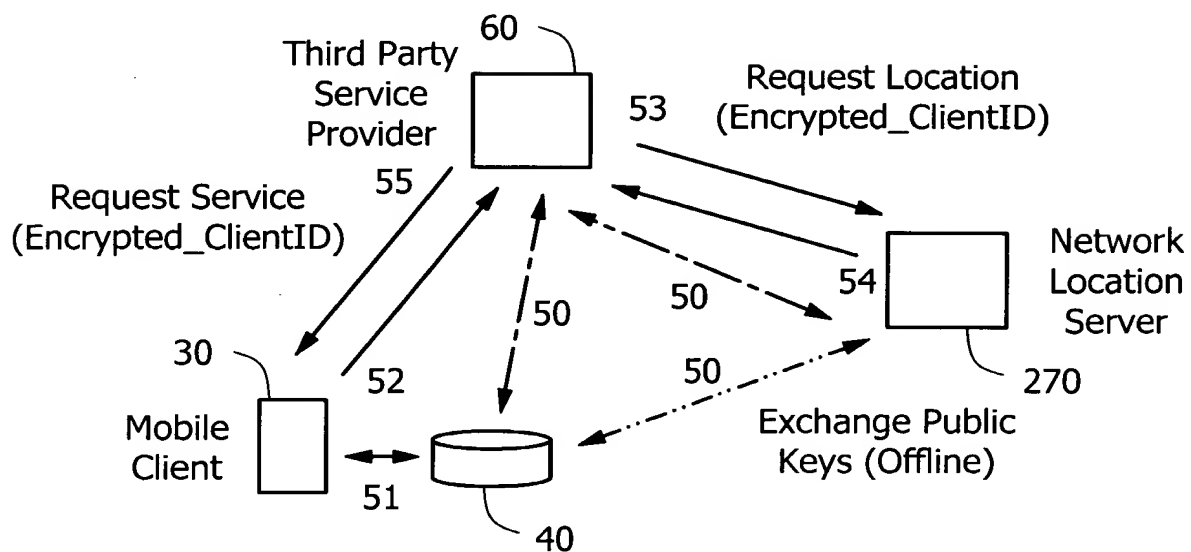 60
Third Party
Service
Provider
53
Request Location
(Encrypted_ClientID)
55
Request Service
(Encrypted_ClientID)
54
Network
Location
Server
50
50
30
52
50
270
Mobile
Client
Exchange Public
Keys (Offline)
51
40